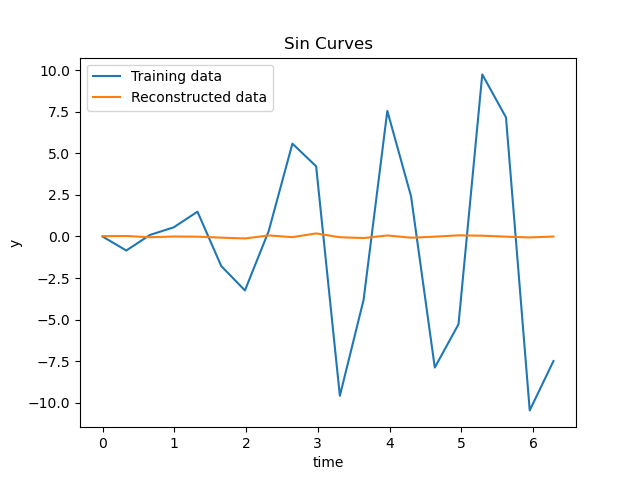 Sin Curves
Training data
Reconstructed data
10.0
7.5
5.0
2.5
0.0
−2.5
−5.0
−7.5
−10.0
y
0 1 2 3 4 5 6
time